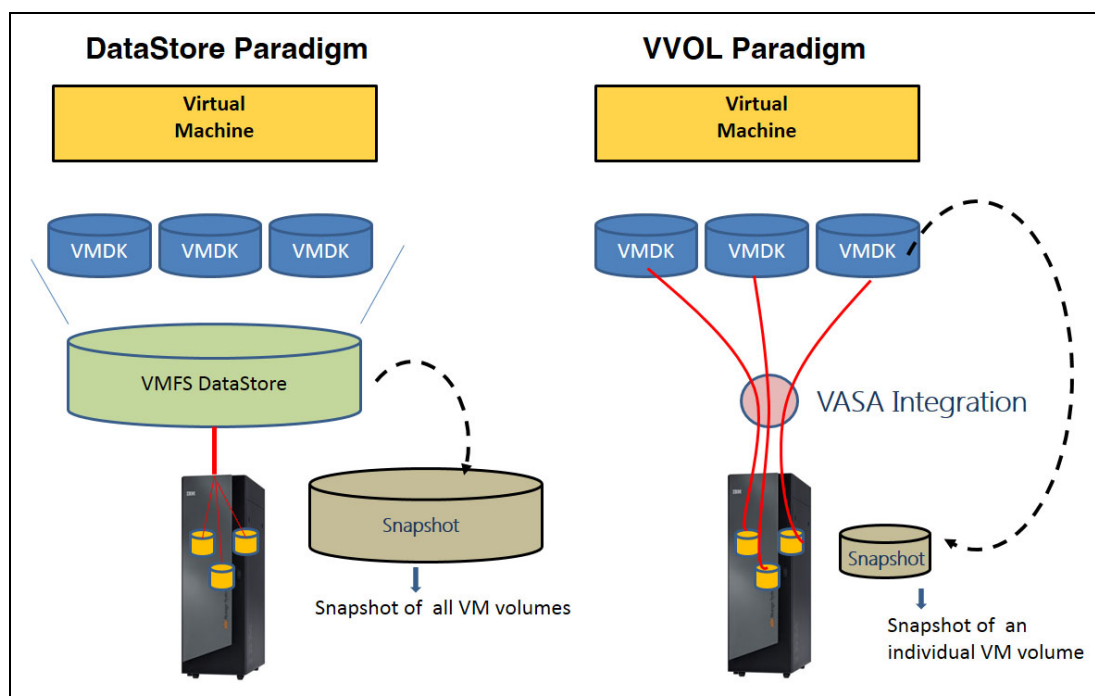 DataStore Paradigm
Virtual
Machine
VMDK
VMDK
VMDK
VMFS DataStore
Snapshot
Snapshot of all VM volumes
VVOL Paradigm
Virtual
Machine
VMDK
VMDK
VMDK
VASA Integration
Snapshot
Snapshot of an
individual VM volume